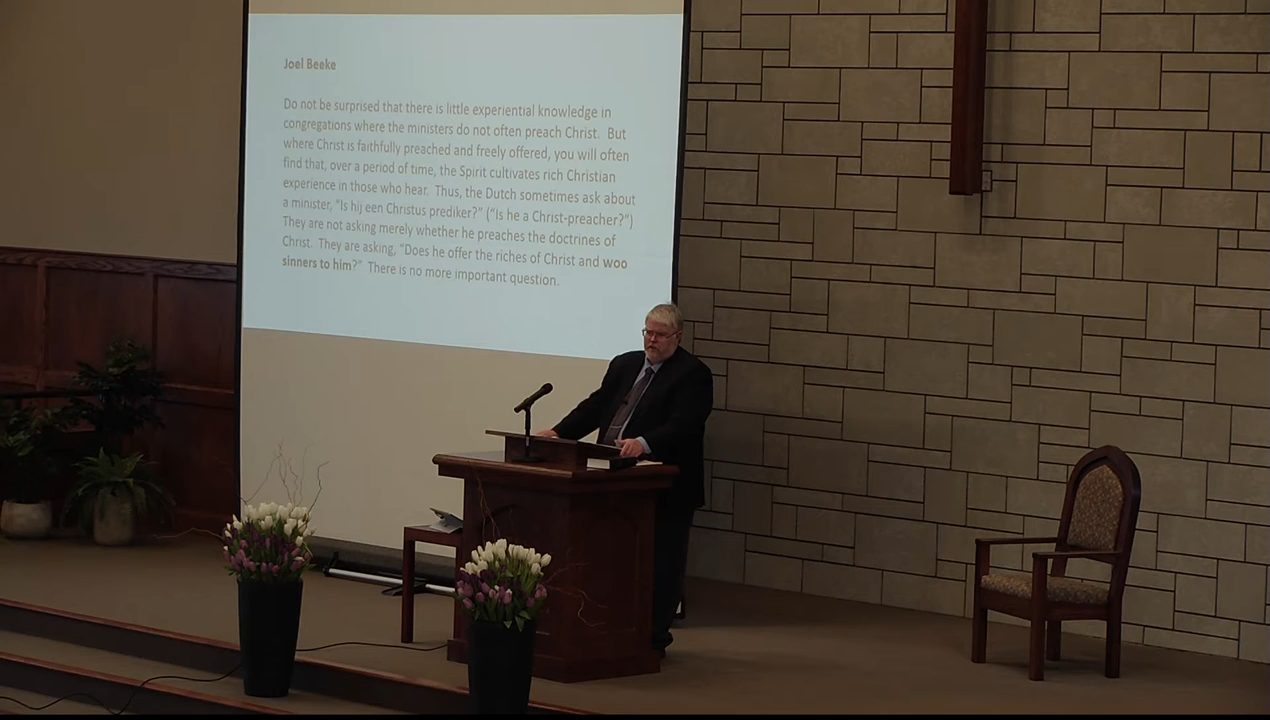 Joel Beeke
Do not be surprised that there is little experiential knowledge in
congregations where the ministers do not often preach Christ. But
where Christ is faithfully preached and freely offered, you will often
find that, over a period of time, the Spirit cultivates rich Christian
experience in those who hear. Thus, the Dutch sometimes ask about
a minister, “Is hij een Christus prediker?” (“Is he a Christ-preacher?”)
They are not asking merely whether he preaches the doctrines of
Christ. They are asking, “Does he offer the riches of Christ and woo
sinners to him?” There is no more important question.